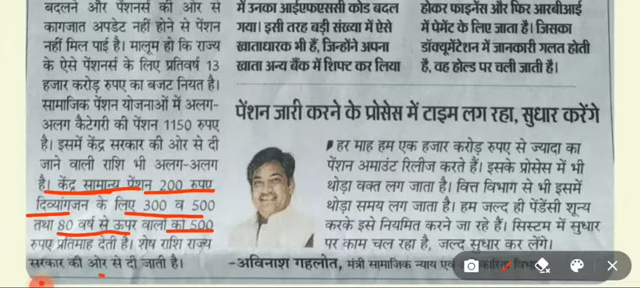 बदलने और पेंशनर्स की ओर से
कागजात अपडेट नहीं होने से पेंशन
नहीं मिल पाई है। मालूम हो कि राज्य
के ऐसे पेंशनर्स के लिए प्रतिवर्ष 13
हजार करोड़ रुपए का बजट नियत है।
सामाजिक पेंशन योजनाओं में अलग-
अलग कैटेगरी की पेंशन 1150 रुपए
है। इसमें केंद्र सरकार की ओर से दी
जाने वाली राशि भी अलग-अलग
है। केंद्र सामान्य पेंशन 200 रुपए
दिव्यांगजन के लिए 300 व 500
तथा 80 वर्ष से ऊपर वालों को 500
रुपए प्रतिमाह देती है। शेष राशि राज्य
सरकार की ओर से दी जाती है।
में उनका आईएफएससी कोड बदल
गया। इसी तरह बड़ी संख्या में ऐसे
खाताधारक भी हैं, जिन्होंने अपना
खाता अन्य बैंक में शिफ्ट कर लिया
होकर फाइनेंस और फिर आरबीआई
में पेमेंट के लिए जाता है। जिसका
डॉक्यूमेंटेशन में जानकारी गलत होती
है, वह होल्ड पर चली जाती है।
पेंशन जारी करने के प्रोसेस में टाइम लग रहा, सुधार करेंगे
हर माह हम एक हजार करोड़ रुपए से ज्यादा का
पेंशन अमाउंट रिलीज करते हैं। इसके प्रोसेस में भी
थोड़ा वक्त लग जाता है। वित्त विभाग से भी इसमें
थोड़ा समय लग जाता है। हम जल्द ही पेंडेंसी शून्य
करके इसे नियमित करने जा रहे हैं। सिस्टम में सुधार
पर काम चल रहा है, जल्द सुधार कर लेंगे।
-अविनाश गहलोत, मंत्री सामाजिक न्याय एवं